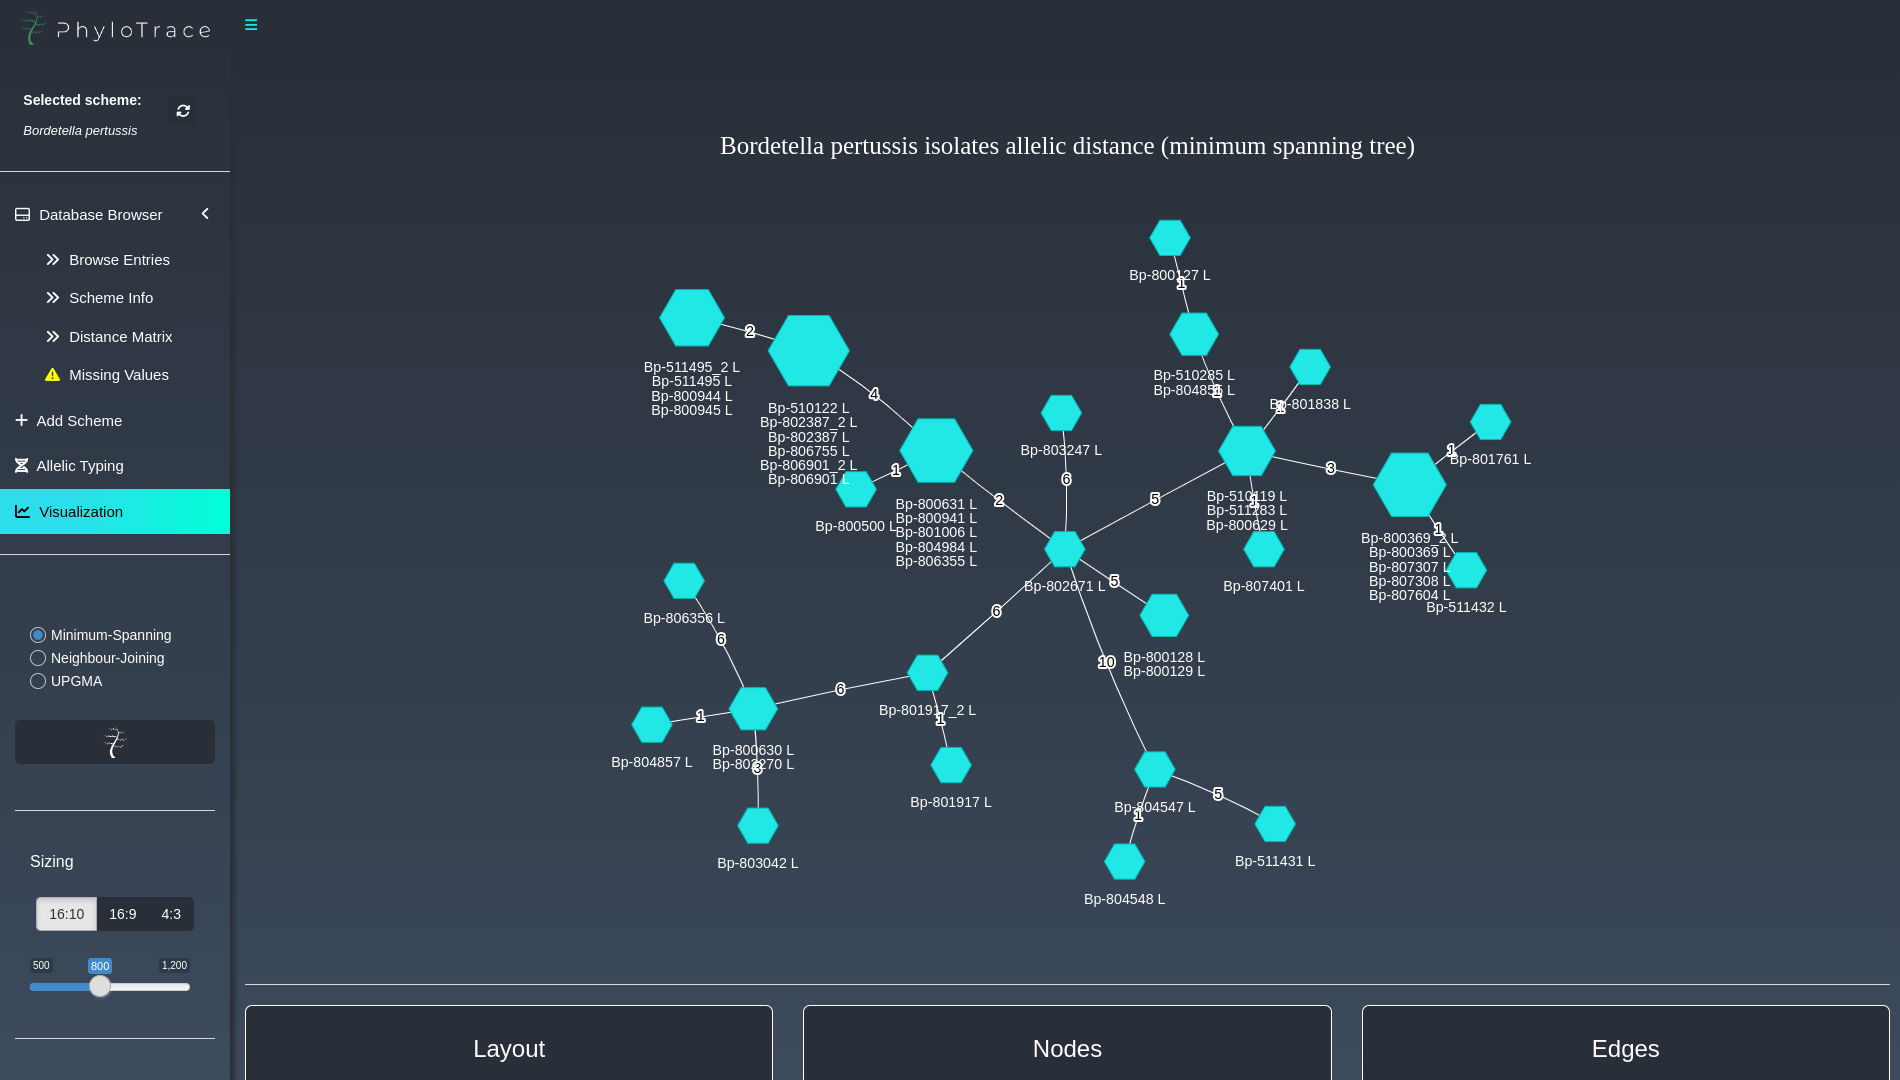 PhyloTrace
Selected scheme:
Bordetella pertussis
Database Browser
Browse Entries
Scheme Info
Distance Matrix
Missing Values
Add Scheme
Allelic Typing
Visualization
Minimum-Spanning
Neighbour-Joining
UPGMA
Sizing
16:10 16:9 4:3
500 800 1,200
Bordetella pertussis isolates allelic distance (minimum spanning tree)
Bp-800127 L
1
2
Bp-511495_2 L
Bp-511495 L
Bp-800944 L
Bp-800945 L
4
Bp-510122 L
Bp-802387_2 L
Bp-802387 L
Bp-806755 L
Bp-806901_2 L
Bp-806901 L
1
Bp-800500 L
Bp-800631 L
Bp-800941 L
Bp-801006 L
Bp-804984 L
Bp-806355 L
2
Bp-803247 L
6
Bp-510285 L
1
Bp-801838 L
1
5
3
Bp-510119 L
Bp-800629 L
1
Bp-807401 L
1
Bp-801761 L
1
Bp-800369_2 L
Bp-800369 L
Bp-807307 L
Bp-807308 L
Bp-807604 L
Bp-511432 L
Bp-802671 L
5
Bp-800128 L
Bp-800129 L
6
10
Bp-806356 L
6
6
1
Bp-804857 L
Bp-800630 L
3
Bp-803042 L
Bp-801917_2 L
1
Bp-801917 L
Bp-804547 L
5
1
Bp-511431 L
Bp-804548 L
Layout
Nodes
Edges